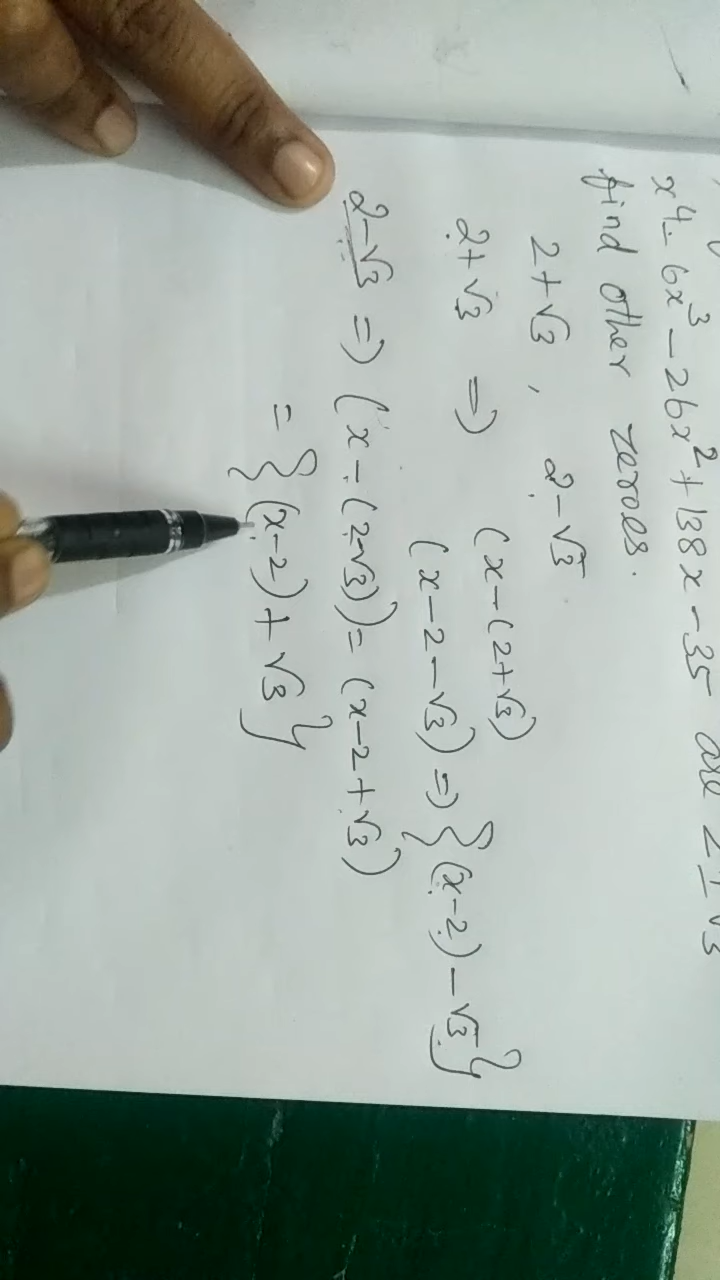 x⁴- 6x³ - 26x² + 138x - 35 are 2±√3
find other zeroes.
2+√3 , 2-√3
2+√3 => (x-(2+√3)
(x-2-√3) => {(x-2)-√3}
2-√3 => (x-(2-√3)) = (x-2+√3)
= {(x-2)+√3}